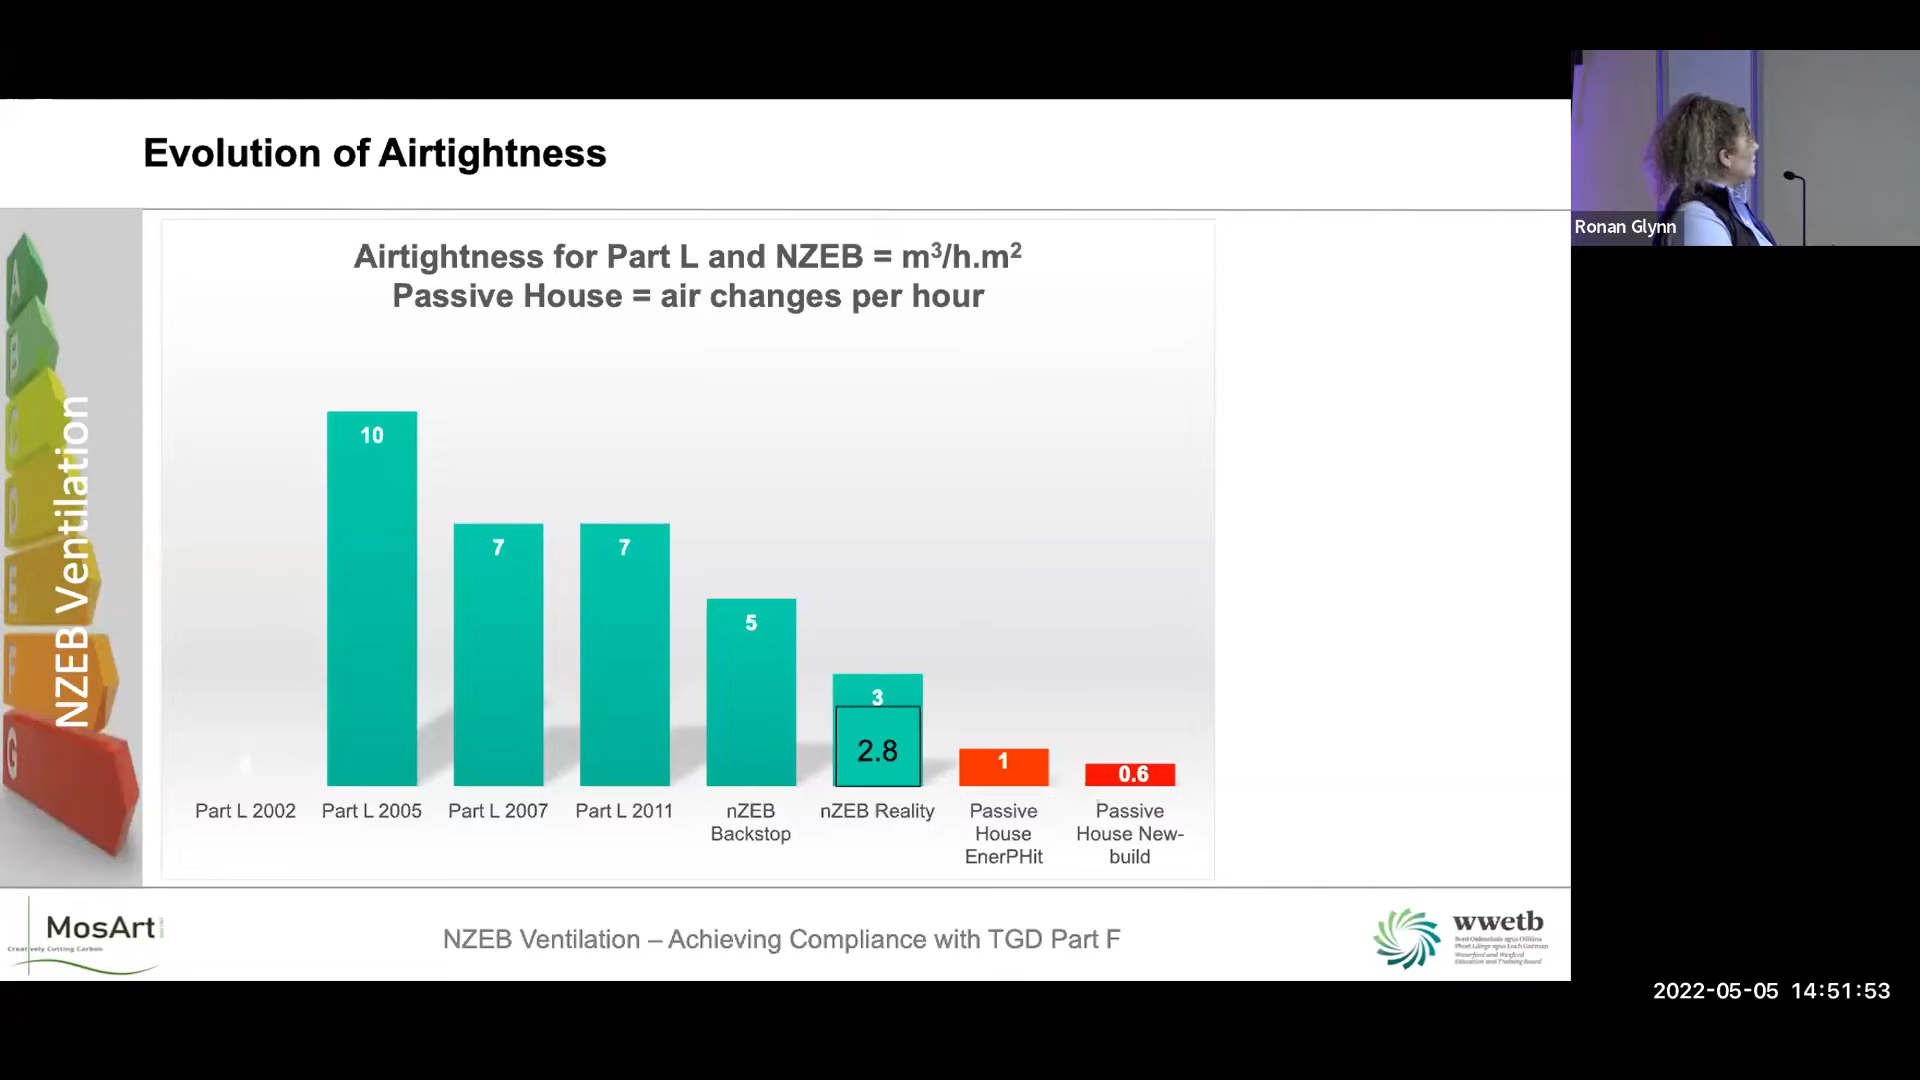 Evolution of Airtightness
Ronan Glynn
Airtightness for Part L and NZEB = m³/h.m²
Passive House = air changes per hour
A
B
C
D
E
F
G
NZEB Ventilation
10
7
7
5
3
2.8
1
0.6
Part L 2002
Part L 2005
Part L 2007
Part L 2011
nZEB
Backstop
nZEB Reality
Passive
House
EnerPHit
Passive
House New-
build
MosArt
Creatively Cutting Carbon
NZEB Ventilation – Achieving Compliance with TGD Part F
wwetb
Bord Oideachais agus Oiliúna
Phort Láirge agus Loch Garman
Waterford and Wexford
Education and Training Board
2022-05-05 14:51:53